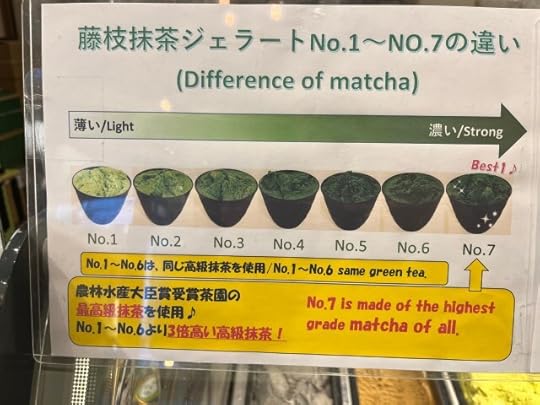 藤枝抹茶ジェラートNo.1～NO.7の違い
(Difference of matcha)
薄い/Light
濃い/Strong
Best1♪
No.1 No.2 No.3 No.4 No.5 No.6 No.7
No.1~No.6は、同じ高級抹茶を使用/No.1~No.6 same green tea.
農林水産大臣賞受賞茶園の
最高級抹茶を使用♪
No.1～No.6より3倍高い高級抹茶！
No.7 is made of the highest
grade matcha of all.